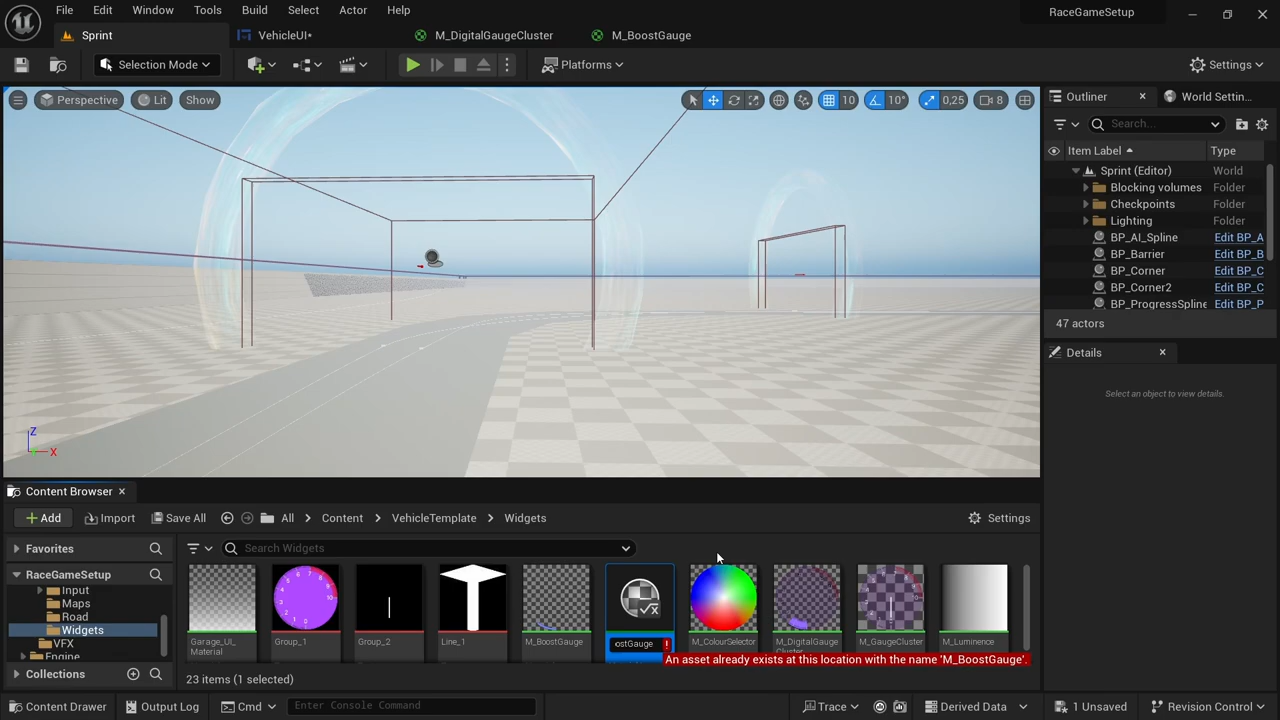 File Edit Window Tools Build Select Actor Help RaceGameSetup
Sprint VehicleUI* M_DigitalGaugeCluster M_BoostGauge
Selection Mode Platforms Settings
Perspective Lit Show 10 10° 0,25 8
Outliner World Settin...
Search...
Item Label Type
Sprint (Editor) World
Blocking volumes Folder
Checkpoints Folder
Lighting Folder
BP_AI_Spline Edit BP_A
BP_Barrier Edit BP_B
BP_Corner Edit BP_C
BP_Corner2 Edit BP_C
BP_ProgressSpline Edit BP_P
47 actors
Details
Select an object to view details.
Z
X
Content Browser
Add Import Save All All Content VehicleTemplate Widgets Settings
Favorites
Search Widgets
RaceGameSetup
Input
Maps
Road
Widgets
VFX
Engine
Collections
Garage_UI_
Material
Group_1
Group_2
Line_1
M_BoostGauge
ostGauge !
M_ColourSelector
M_DigitalGauge
Cluster
M_GaugeCluster
M_Luminence
An asset already exists at this location with the name 'M_BoostGauge'.
23 items (1 selected)
Content Drawer Output Log Cmd Enter Console Command Trace Derived Data 1 Unsaved Revision Control